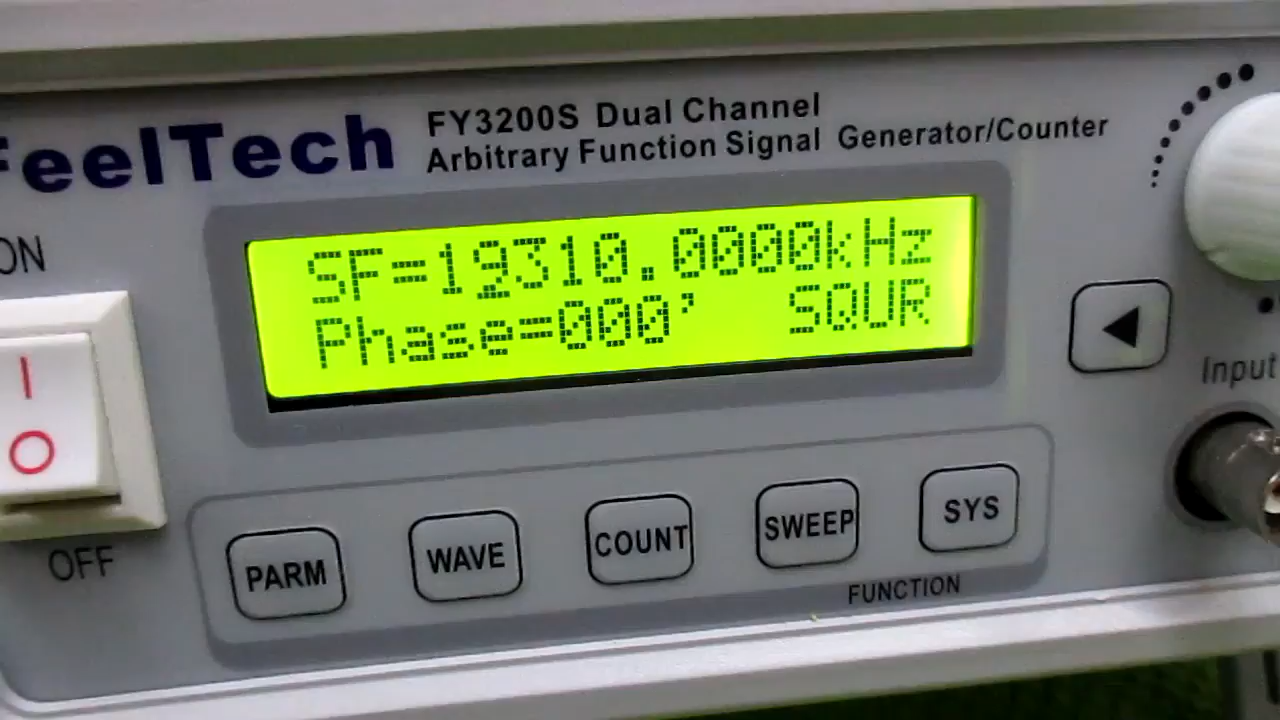 FeelTech
FY3200S Dual Channel
Arbitrary Function Signal Generator/Counter
ON
SF=19310.0000kHz
Phase=000' SQUR
Input
OFF
PARM
WAVE
COUNT
SWEEP
SYS
FUNCTION